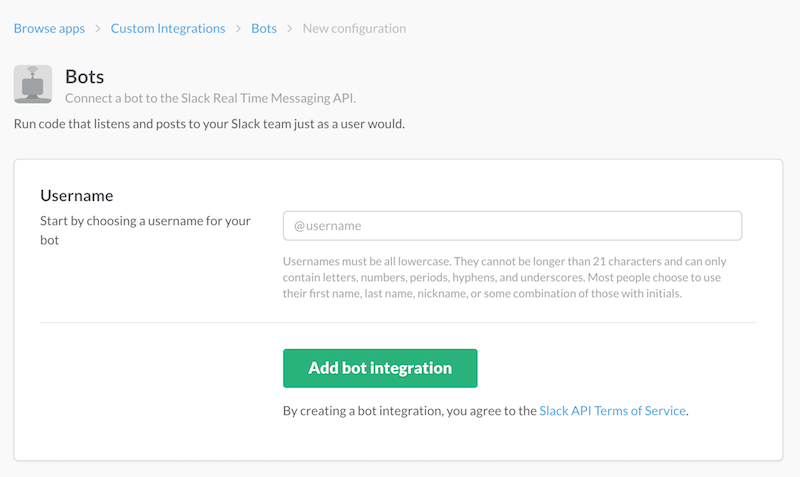 Browse apps > Custom Integrations > Bots > New configuration
Bots
Connect a bot to the Slack Real Time Messaging API.
Run code that listens and posts to your Slack team just as a user would.
Username
Start by choosing a username for your
bot
@username
Usernames must be all lowercase. They cannot be longer than 21 characters and can only
contain letters, numbers, periods, hyphens, and underscores. Most people choose to use
their first name, last name, nickname, or some combination of those with initials.
Add bot integration
By creating a bot integration, you agree to the Slack API Terms of Service.